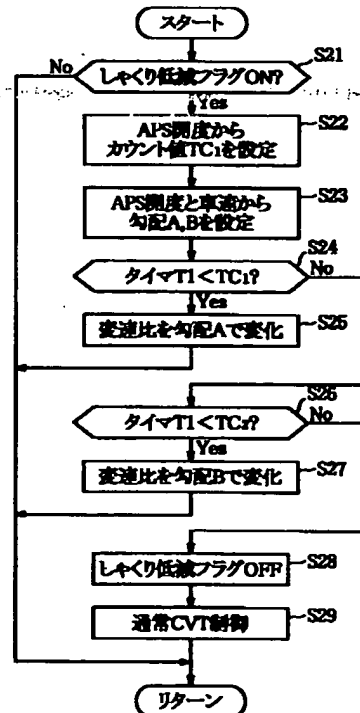 スタート
S21
No
しゃくり低減フラグON?
Yes
S22
APS開度から
カウント値TC₁を設定
S23
APS開度と車速から
勾配A,Bを設定
S24
タイマT1<TC₁?
No
Yes
S25
変速比を勾配Aで変化
S26
タイマT1<TC₂?
No
Yes
S27
変速比を勾配Bで変化
S28
しゃくり低減フラグOFF
S29
通常CVT制御
リターン